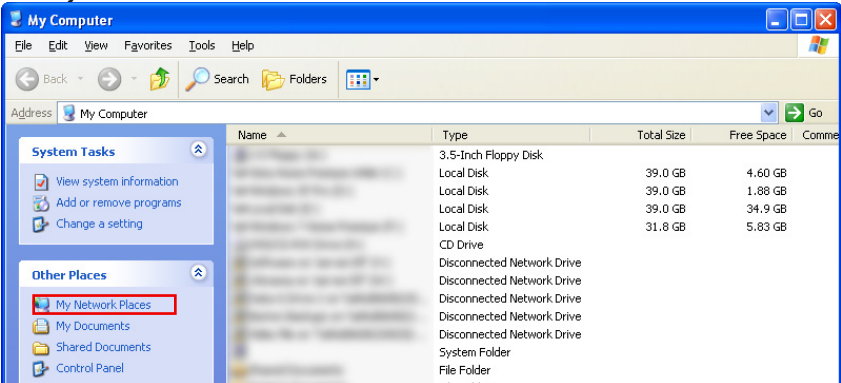 My Computer
File Edit View Favorites Tools Help
Back Search Folders
Address My Computer Go
Name Type Total Size Free Space Comme
System Tasks
View system information
Add or remove programs
Change a setting
Other Places
My Network Places
My Documents
Shared Documents
Control Panel
3.5-Inch Floppy Disk
Local Disk 39.0 GB 4.60 GB
Local Disk 39.0 GB 1.88 GB
Local Disk 39.0 GB 34.9 GB
Local Disk 31.8 GB 5.83 GB
CD Drive
Disconnected Network Drive
Disconnected Network Drive
Disconnected Network Drive
Disconnected Network Drive
Disconnected Network Drive
System Folder
File Folder